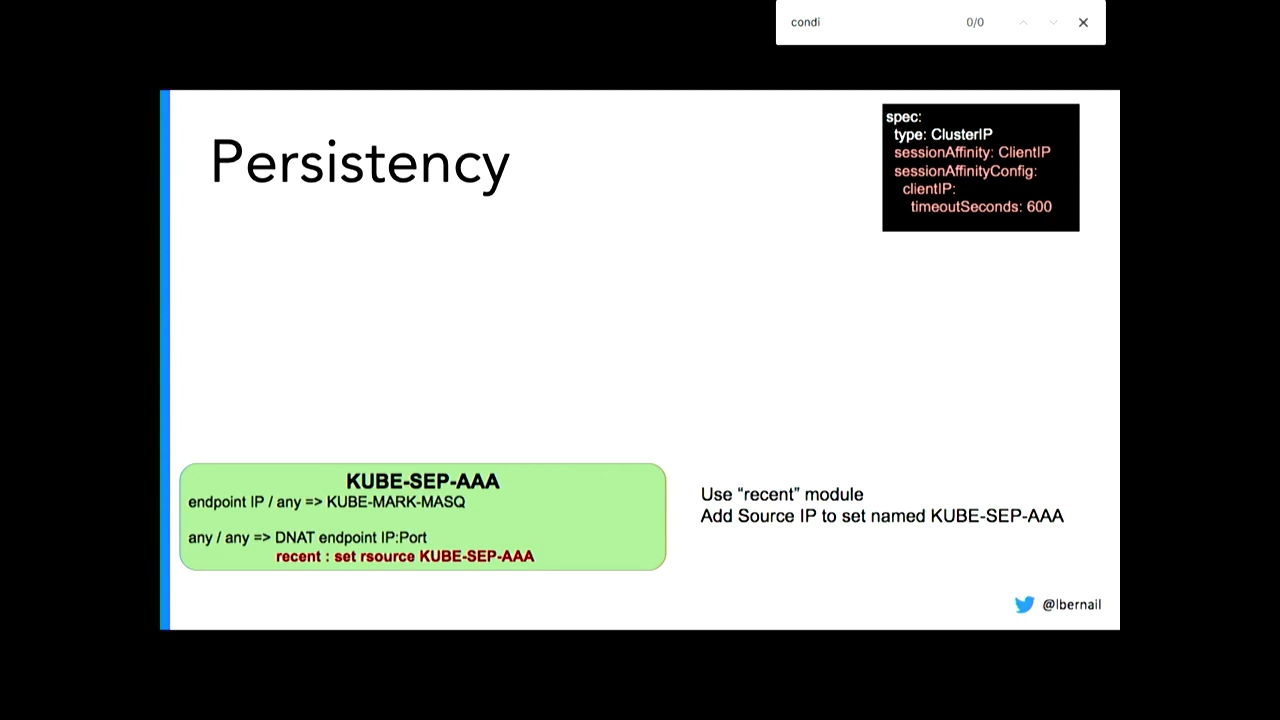 condi
0/0
Persistency
spec:
type: ClusterIP
sessionAffinity: ClientIP
sessionAffinityConfig:
clientIP:
timeoutSeconds: 600
KUBE-SEP-AAA
endpoint IP / any => KUBE-MARK-MASQ
any / any => DNAT endpoint IP:Port
recent : set rsource KUBE-SEP-AAA
Use “recent” module
Add Source IP to set named KUBE-SEP-AAA
@lbernail